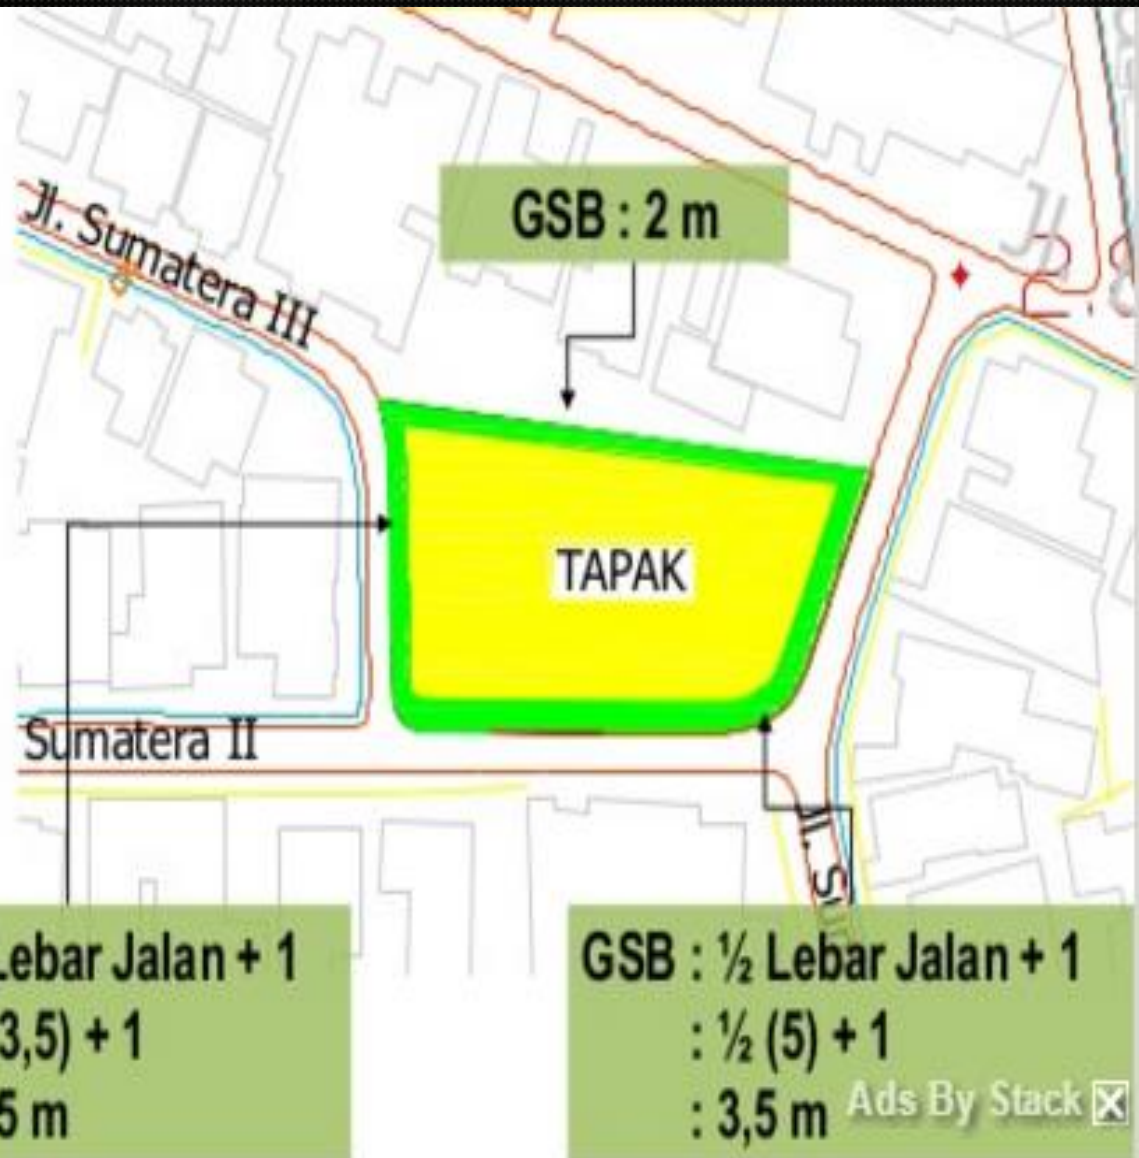 Jl. Sumatera III
GSB : 2 m
TAPAK
Sumatera II
Jl.
Lebar Jalan + 1
3,5) + 1
5 m
GSB : ½ Lebar Jalan + 1
: ½ (5) + 1
: 3,5 m
Ads By Stack